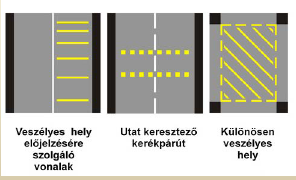 Veszélyes hely
előjelzésére
szolgáló
vonalak
Utat keresztező
kerékpárút
Különösen
veszélyes
hely